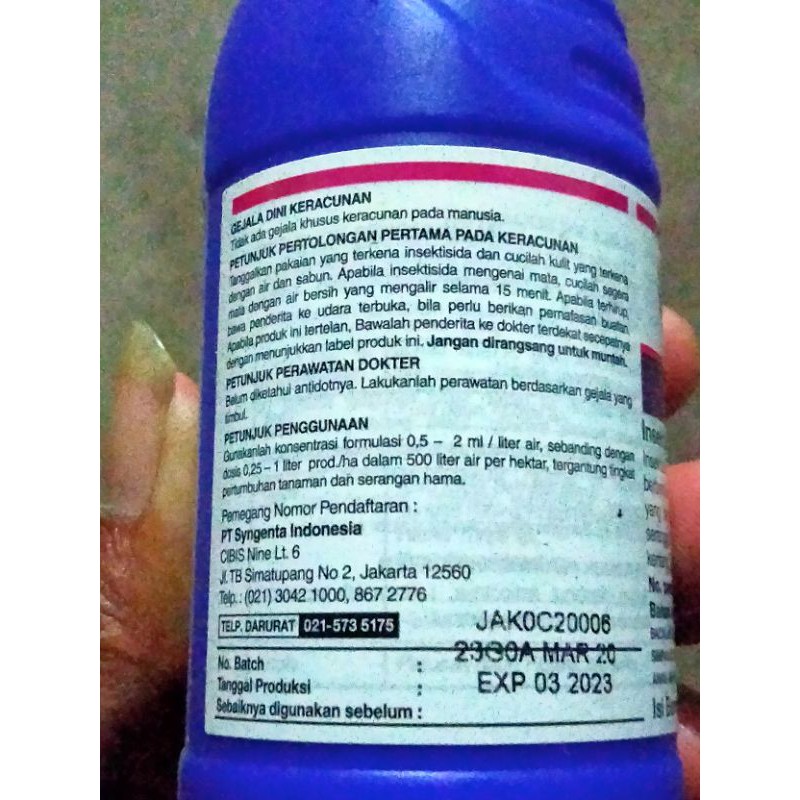 GEJALA DINI KERACUNAN
Tidak ada gejala khusus keracunan pada manusia.
PETUNJUK PERTOLONGAN PERTAMA PADA KERACUNAN
Tanggalkan pakaian yang terkena insektisida dan cucilah kulit yang terkena
dengan air dan sabun. Apabila insektisida mengenai mata, cucilah segera
mata dengan air bersih yang mengalir selama 15 menit. Apabila terhirup,
bawa penderita ke udara terbuka, bila perlu berikan pernafasan buatan.
Apabila produk ini tertelan, Bawalah penderita ke dokter terdekat secepatnya
dengan menunjukkan label produk ini. Jangan dirangsang untuk muntah.
PETUNJUK PERAWATAN DOKTER
Belum diketahui antidotnya. Lakukanlah perawatan berdasarkan gejala yang
timbul.
PETUNJUK PENGGUNAAN
Gunakanlah konsentrasi formulasi 0,5 – 2 ml / liter air, sebanding dengan
dosis 0,25 – 1 liter prod./ha dalam 500 liter air per hektar, tergantung tingkat
pertumbuhan tanaman dan serangan hama.
Pemegang Nomor Pendaftaran :
PT Syngenta Indonesia
CIBIS Nine Lt. 6
Jl. TB Simatupang No 2, Jakarta 12560
Telp.: (021) 3042 1000, 867 2776
TELP. DARURAT 021-573 5175
JAK0C20006
No. Batch :
MAR 20
Tanggal Produksi : EXP 03 2023
Sebaiknya digunakan sebelum :